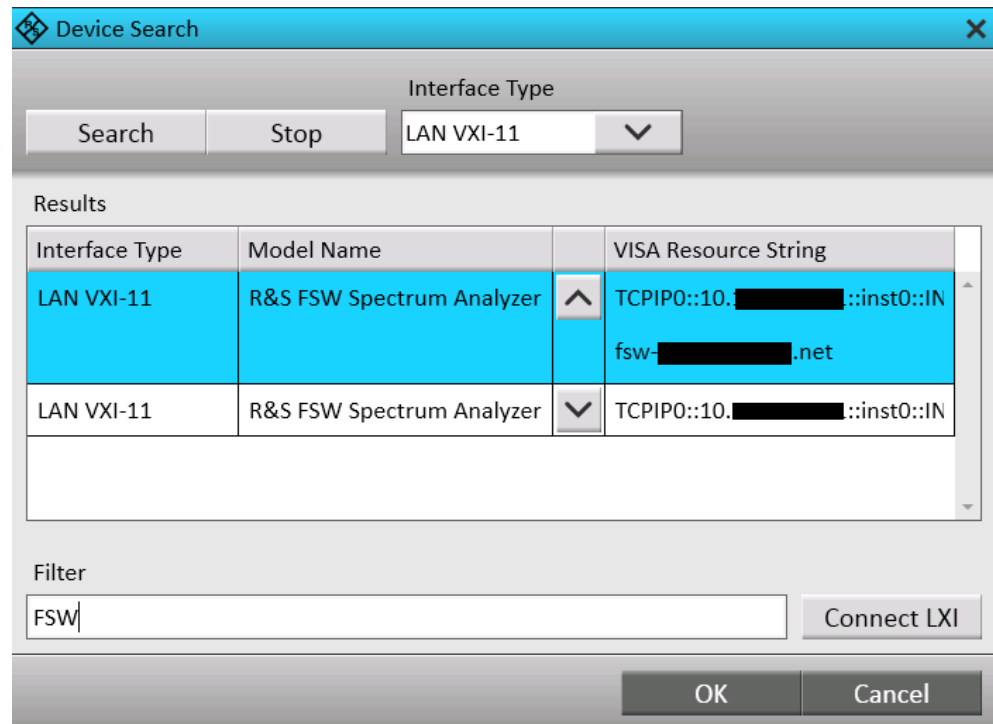 R&S Device Search
Interface Type
Search Stop LAN VXI-11
Results
Interface Type Model Name VISA Resource String
LAN VXI-11 R&S FSW Spectrum Analyzer TCPIP0::10. ::inst0::IN
fsw- .net
LAN VXI-11 R&S FSW Spectrum Analyzer TCPIP0::10. ::inst0::IN
Filter
FSW Connect LXI
OK Cancel